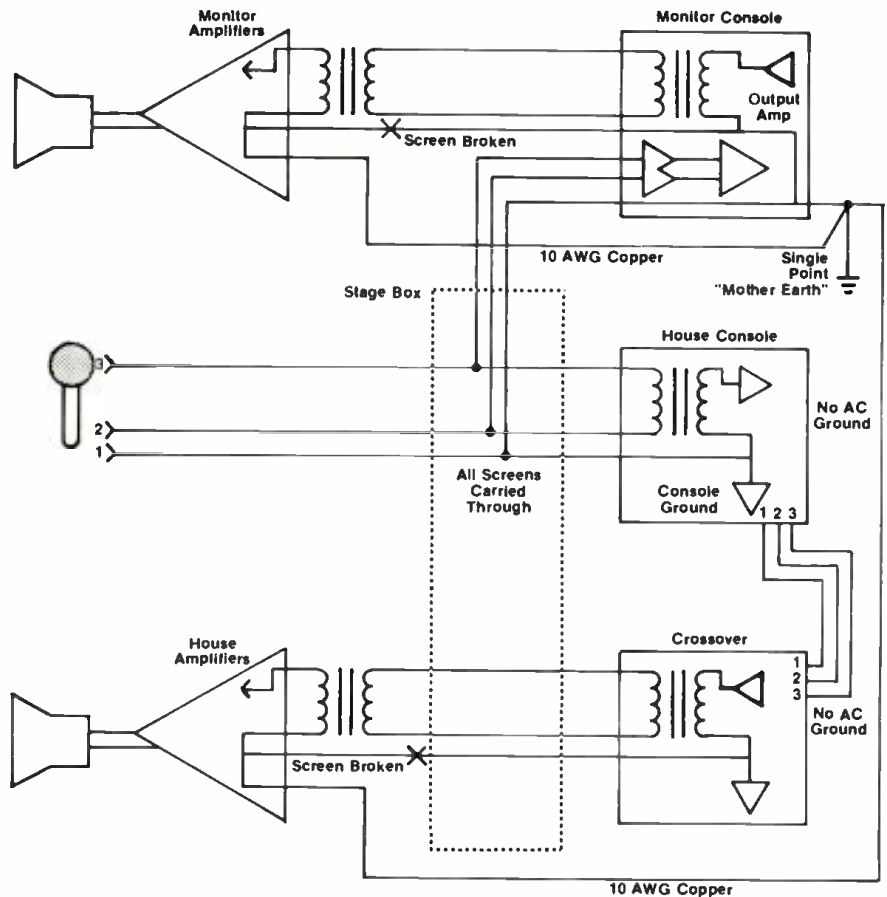 Monitor
Amplifiers
Monitor Console
Output
Amp
Screen Broken
10 AWG Copper
Single
Point
"Mother Earth"
Stage Box
House Console
3
No AC
Ground
2
1
All Screens
Carried
Through
Console
Ground
1 2 3
House
Amplifiers
Crossover
1
2
3
No AC
Ground
Screen Broken
10 AWG Copper